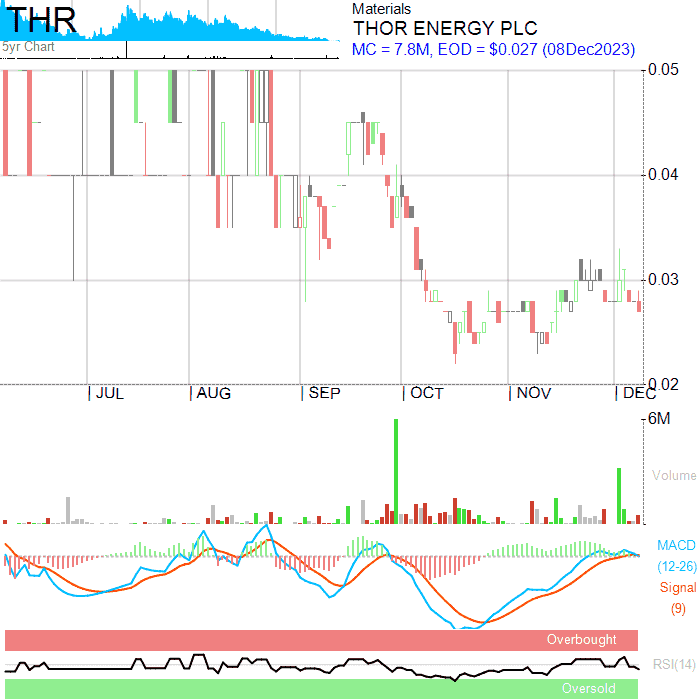 THR
5yr Chart
Materials
THOR ENERGY PLC
MC = 7.8M, EOD = $0.027 (08Dec2023)
0.05
0.04
0.03
0.02
JUL AUG SEP OCT NOV DEC
6M
Volume
MACD
(12-26)
Signal
(9)
Overbought
RSI(14)
Oversold